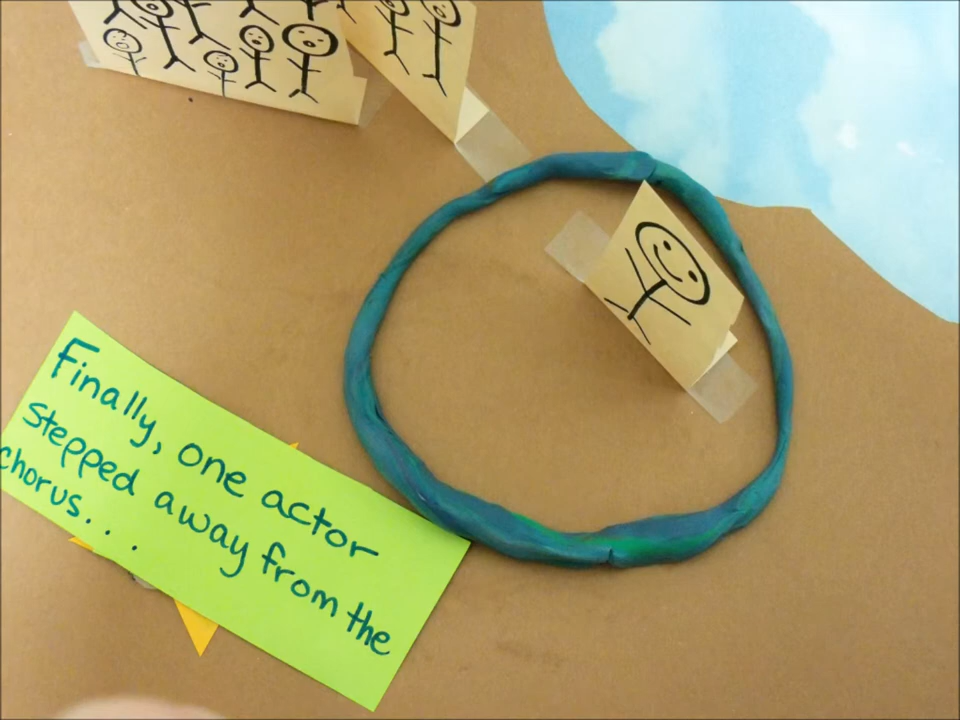 Finally, one actor
stepped away from the
chorus...